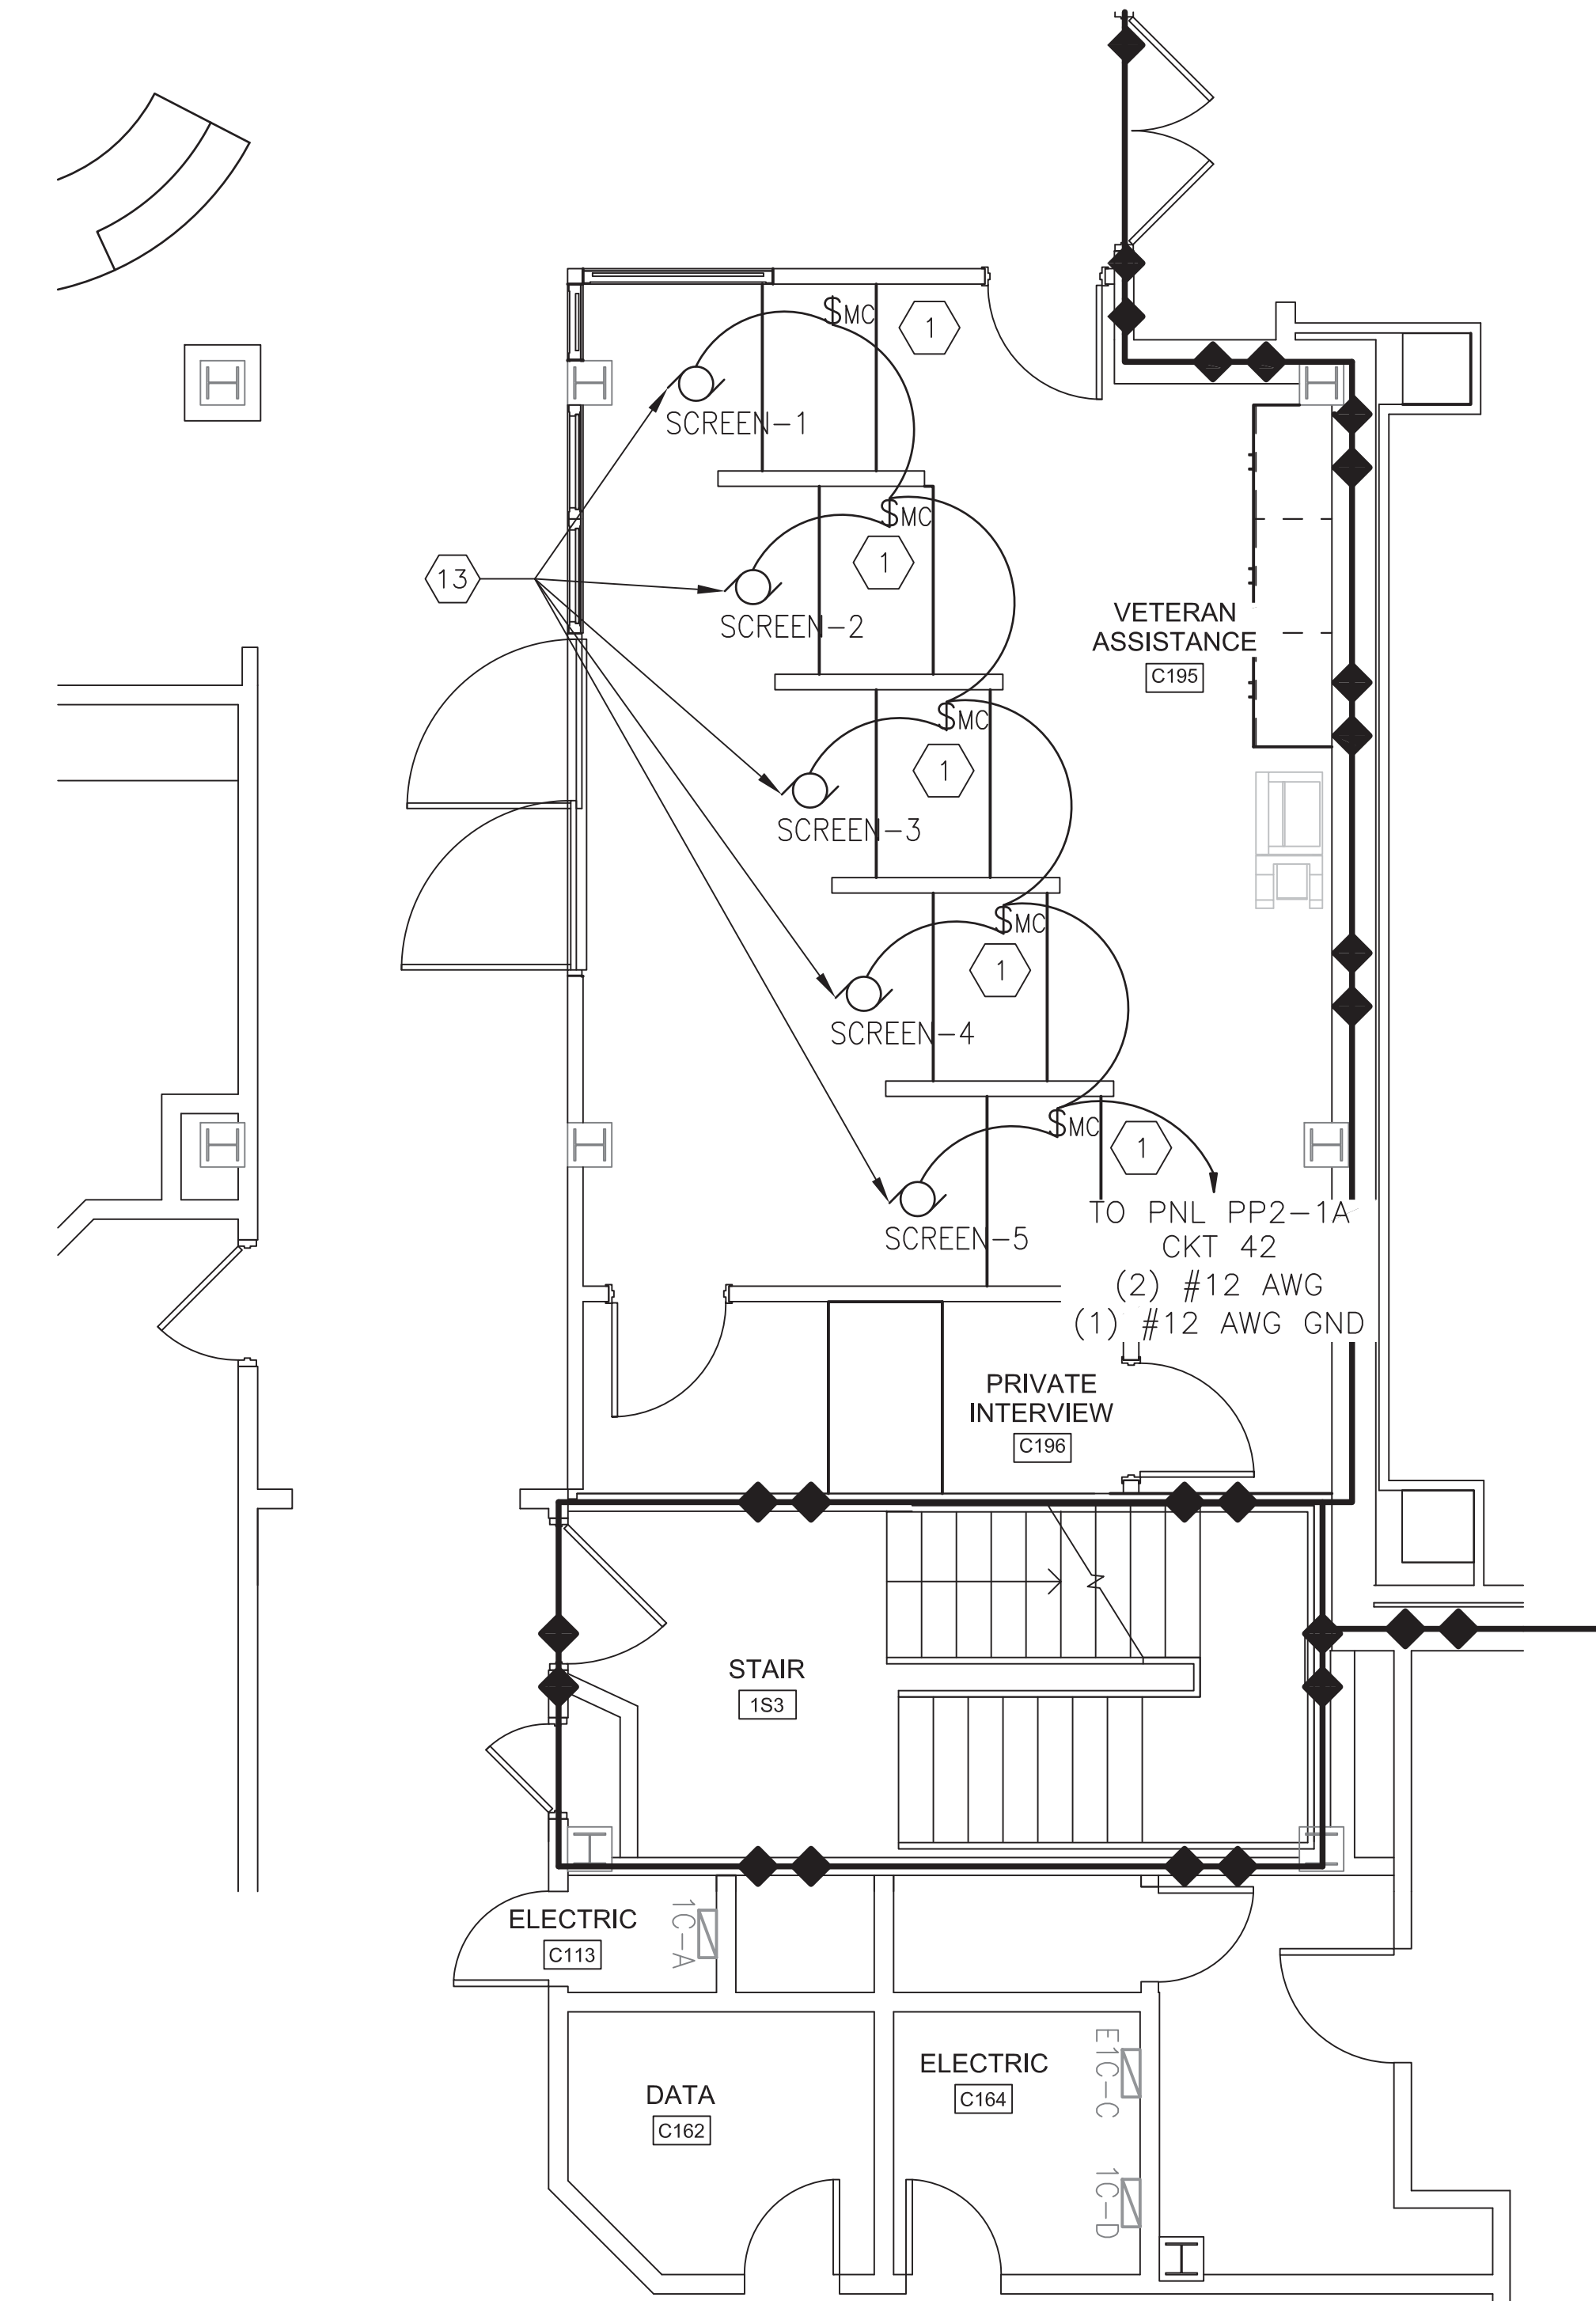 $MC
1
SCREEN-1
$MC
1
13
SCREEN-2
VETERAN
ASSISTANCE
C195
$MC
1
SCREEN-3
$MC
1
SCREEN-4
$MC
1
SCREEN-5
TO PNL PP2-1A
CKT 42
(2) #12 AWG
(1) #12 AWG GND
PRIVATE
INTERVIEW
C196
STAIR
1S3
ELECTRIC
C113
1C-A
ELECTRIC
C164
E1C-C
DATA
C162
1C-D